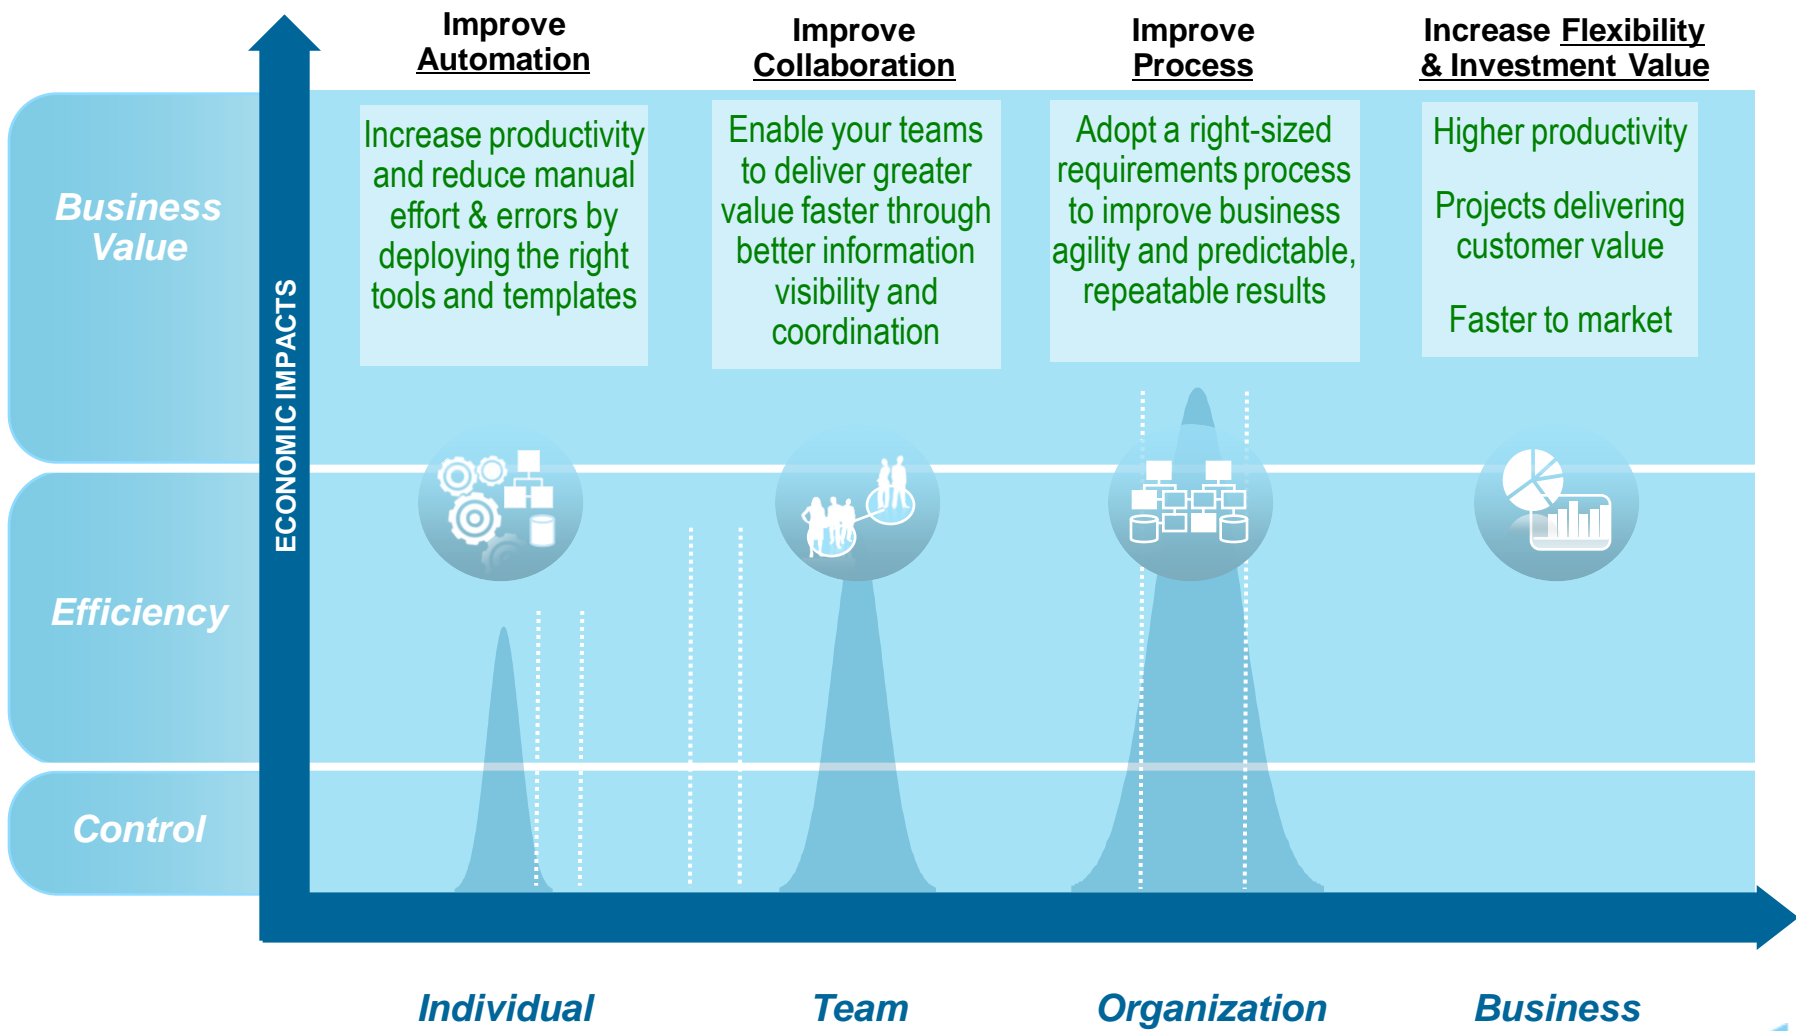 Improve
Automation
Improve
Collaboration
Improve
Process
Increase Flexibility
& Investment Value
Increase productivity
and reduce manual
effort & errors by
deploying the right
tools and templates
Enable your teams
to deliver greater
value faster through
better information
visibility and
coordination
Adopt a right-sized
requirements process
to improve business
agility and predictable,
repeatable results
Higher productivity
Projects delivering
customer value
Faster to market
Business
Value
Efficiency
Control
ECONOMIC IMPACTS
Individual
Team
Organization
Business